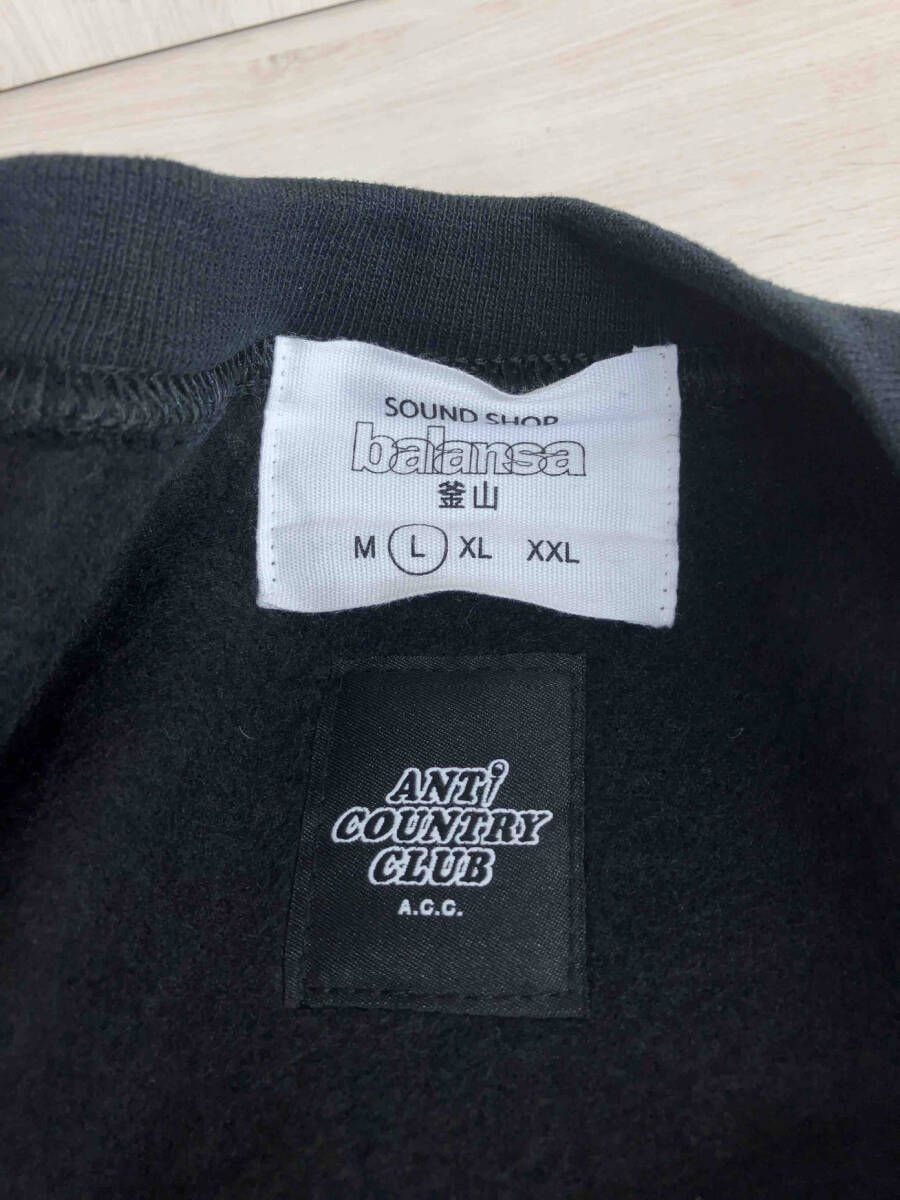 SOUND SHOP
balansa
釜山
M L XL XXL
ANTi
COUNTRY
CLUB
A.C.C.